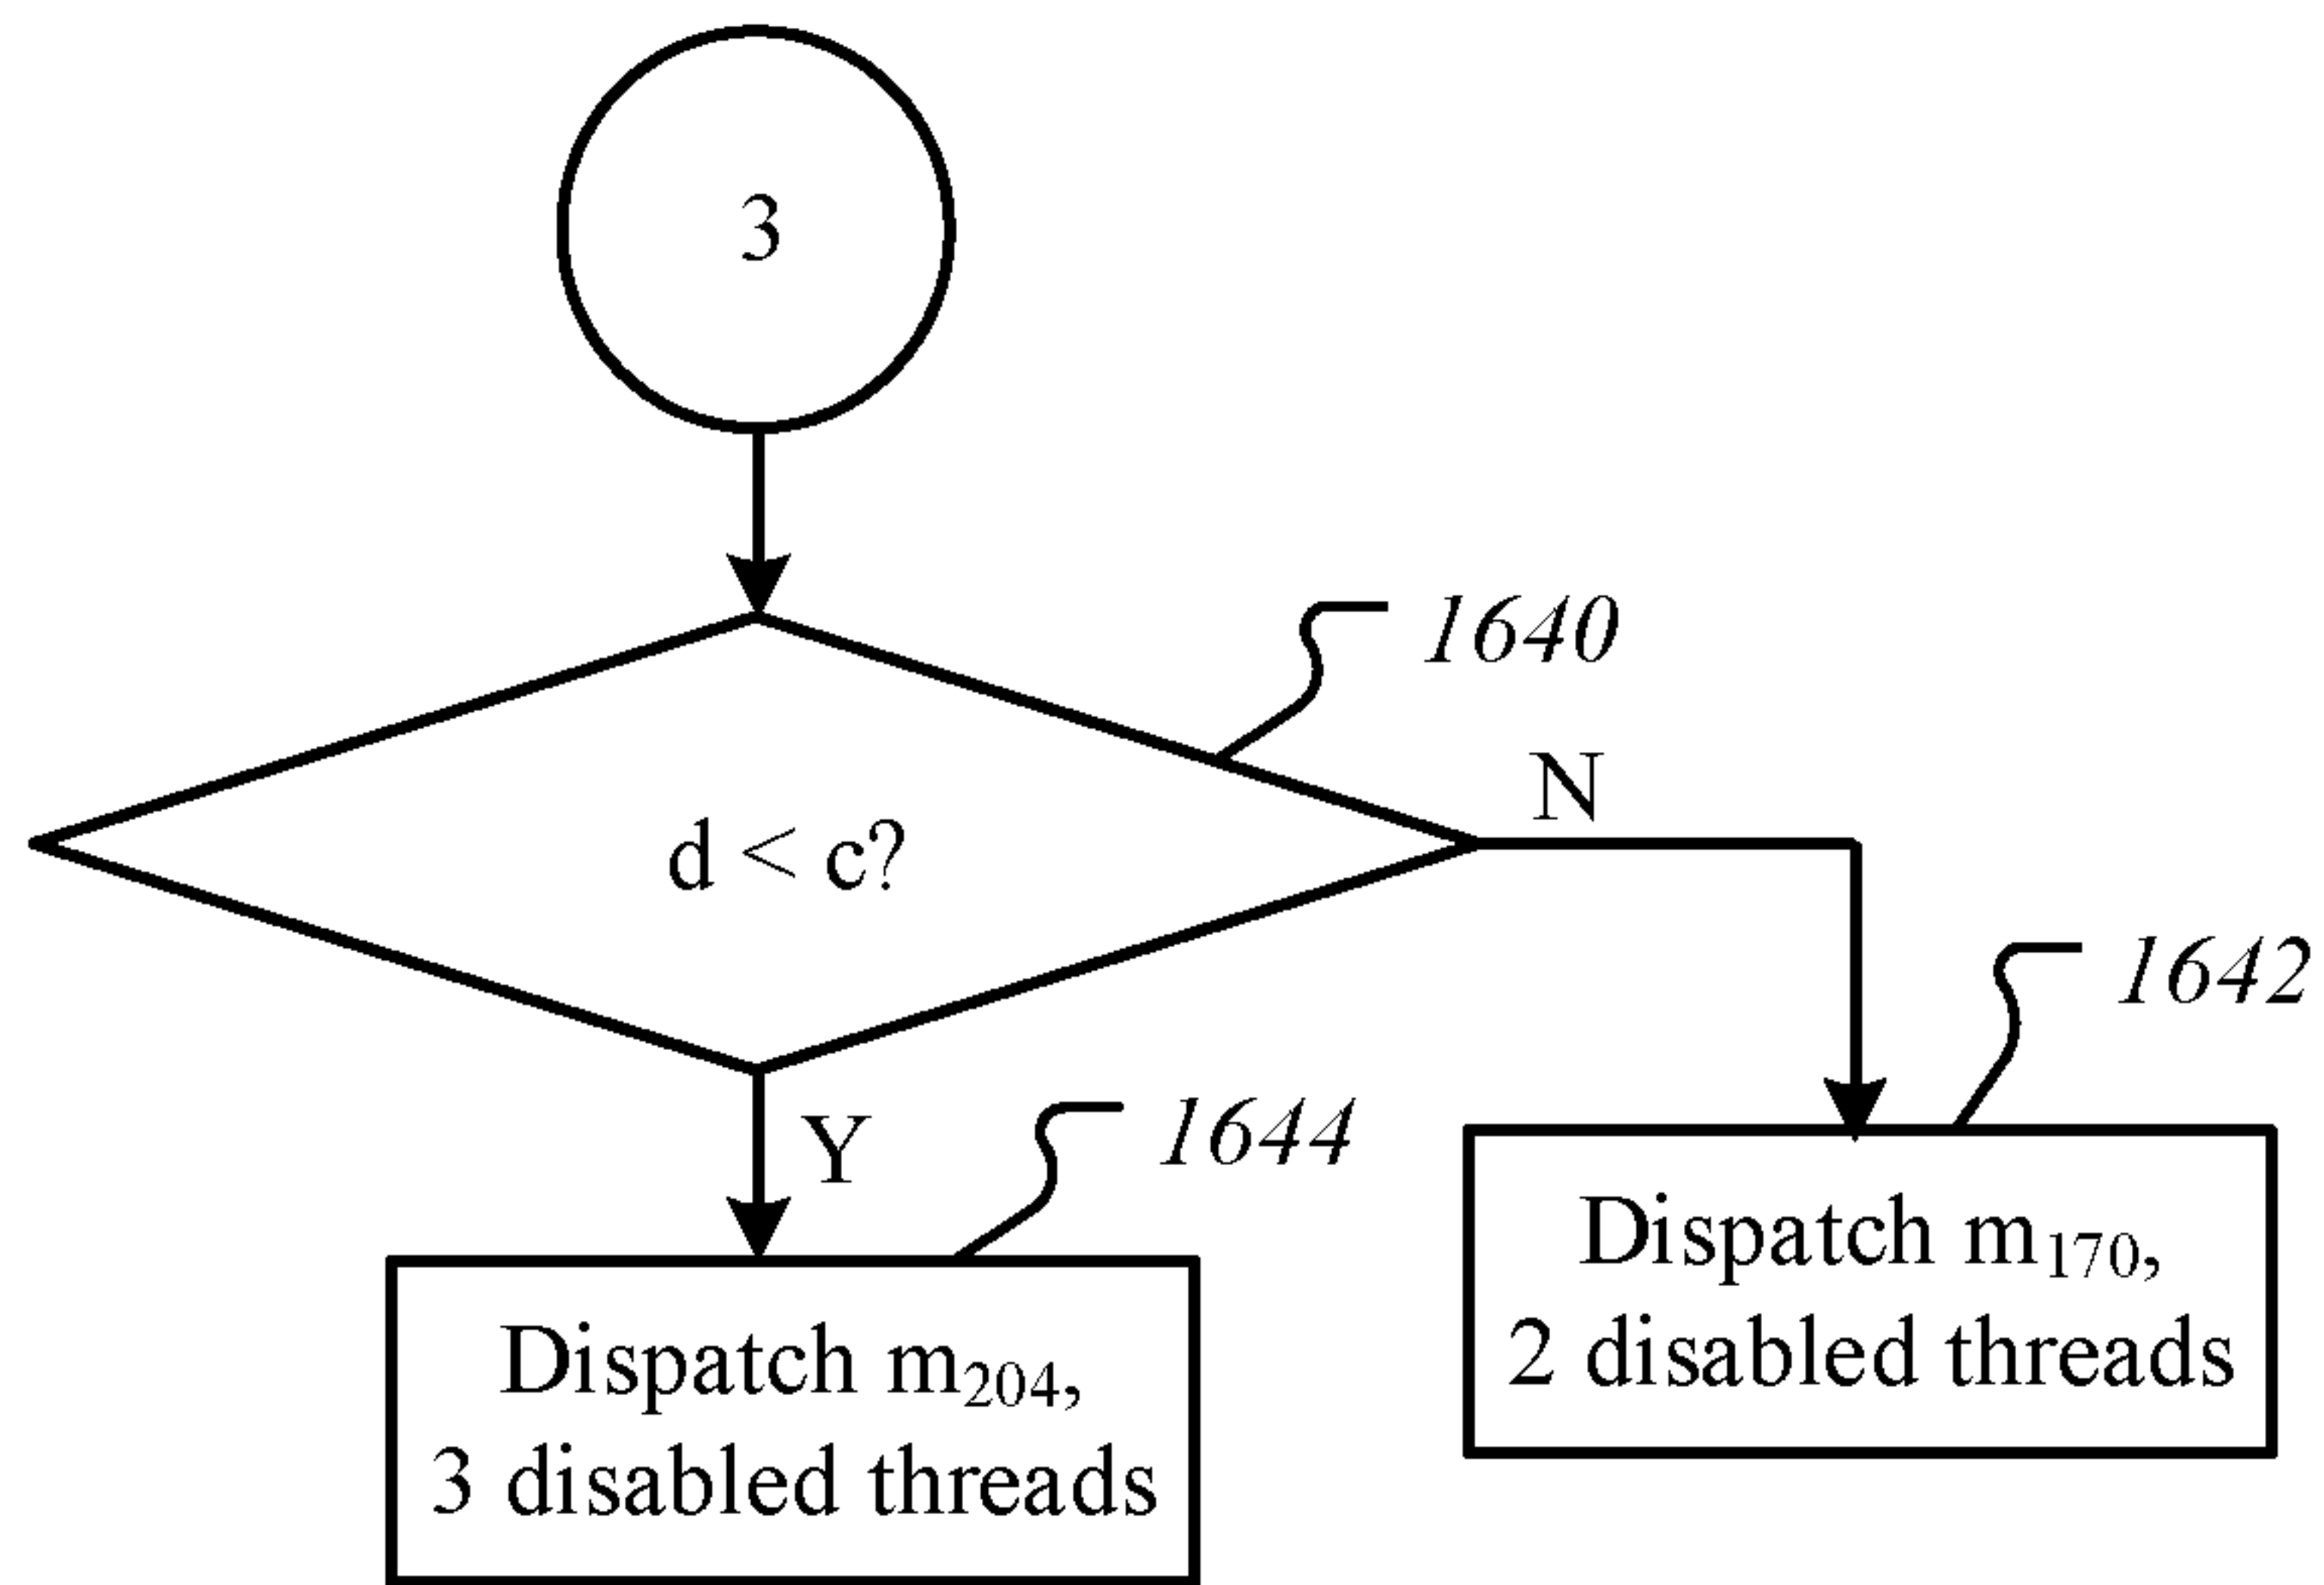 3
1640
d < c?
N
1642
Y
1644
Dispatch m₁₇₀,
2 disabled threads
Dispatch m₂₀₄,
3 disabled threads